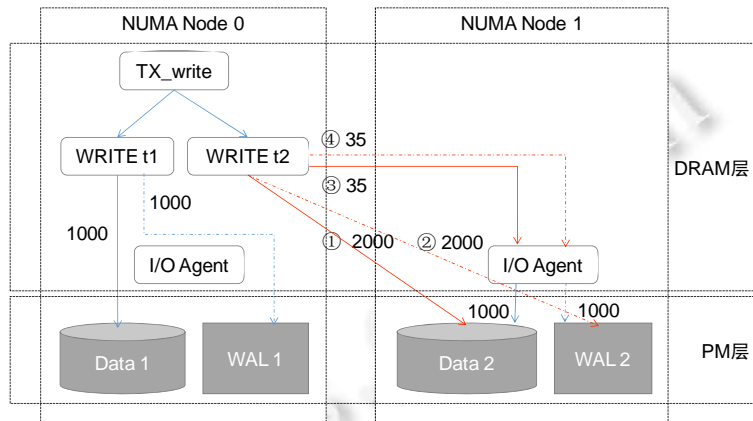 NUMA Node 0
NUMA Node 1
TX_write
WRITE t1
WRITE t2
④ 35
③ 35
DRAM层
1000
1000
① 2000
② 2000
I/O Agent
I/O Agent
1000
1000
Data 1
WAL 1
Data 2
WAL 2
PM层